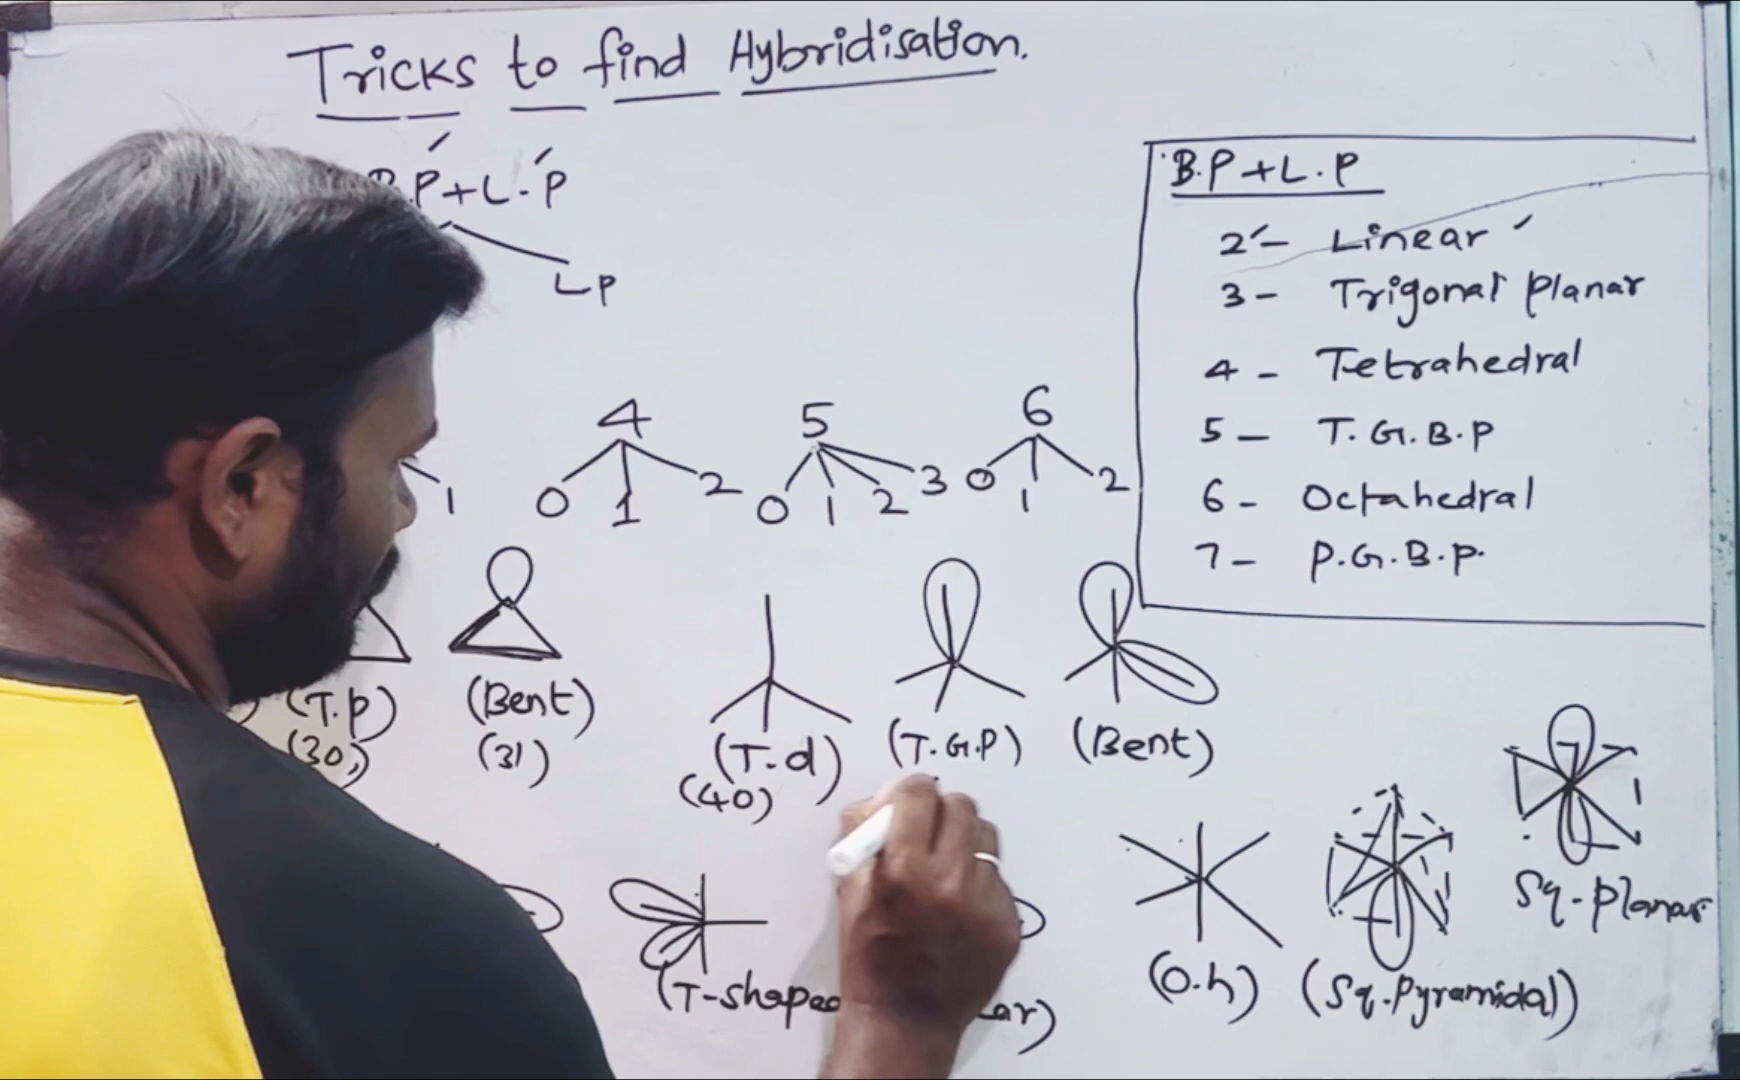 Tricks to find Hybridisation.
B.P+L.P
LP
B.P+L.P
2 - Linear
3 - Trigonal Planar
4 - Tetrahedral
5 - T.G.B.P
6 - Octahedral
7 - P.G.B.P.
4 5 6
1 0 1 2 0 1 2 3 0 1 2
(T.P) (Bent) (T.d) (T.G.P) (Bent)
(30) (31) (40)
(T-shaped (O.h) (Sq.Pyramidal) Sq-Planar